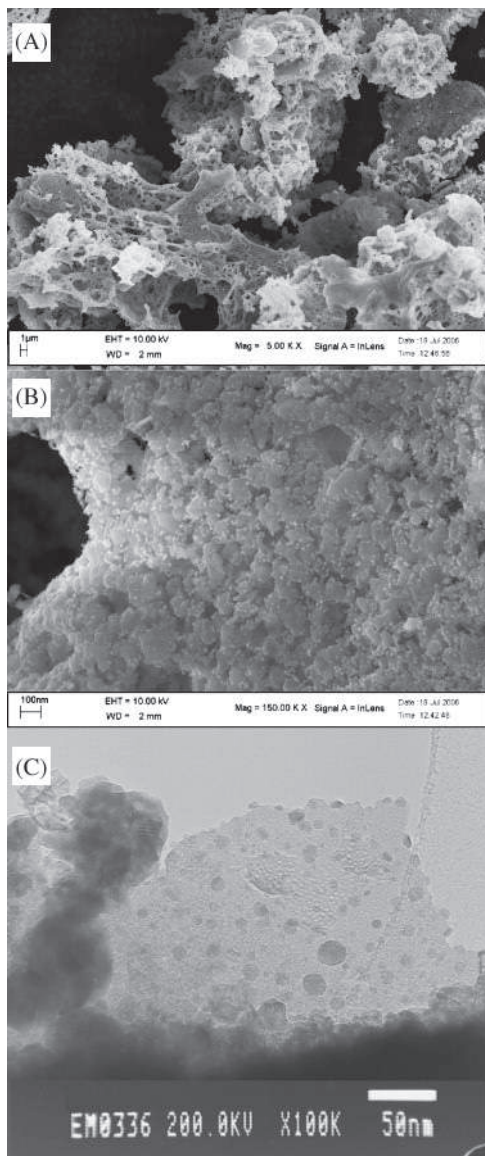 (A)
1µm
EHT = 10.00 kV
WD = 2 mm
Mag = 5.00 K X Signal A = InLens
Date :18 Jul 2006
Time :12:46:58
(B)
100nm
EHT = 10.00 kV
WD = 2 mm
Mag = 150.00 K X Signal A = InLens
Date :18 Jul 2006
Time :12:42:48
(C)
EM0336 200.0KV X100K 50nm